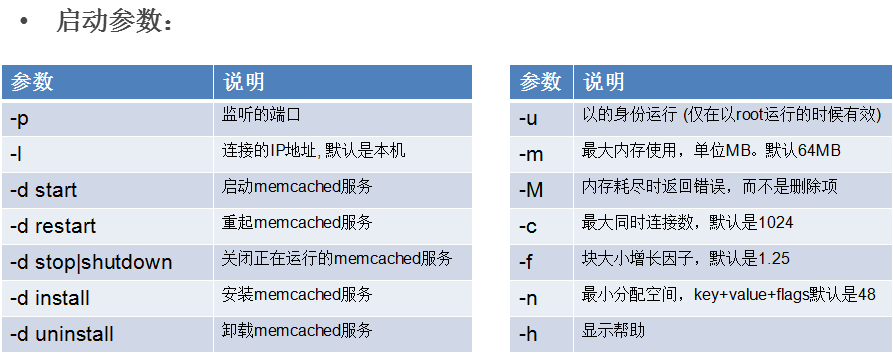 • 启动参数：
参数 说明
-p 监听的端口
-l 连接的IP地址, 默认是本机
-d start 启动memcached服务
-d restart 重起memcached服务
-d stop|shutdown 关闭正在运行的memcached服务
-d install 安装memcached服务
-d uninstall 卸载memcached服务
参数 说明
-u 以的身份运行 (仅在以root运行的时候有效)
-m 最大内存使用，单位MB。默认64MB
-M 内存耗尽时返回错误，而不是删除项
-c 最大同时连接数，默认是1024
-f 块大小增长因子，默认是1.25
-n 最小分配空间，key+value+flags默认是48
-h 显示帮助